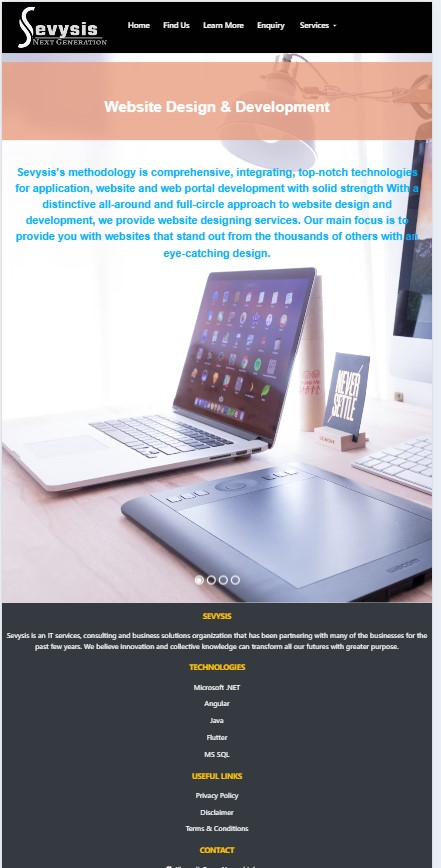 Sevysis
NEXT GENERATION
Home Find Us Learn More Enquiry Services
Website Design & Development
Sevysis's methodology is comprehensive, integrating, top-notch technologies
for application, website and web portal development with solid strength With a
distinctive all-around and full-circle approach to website design and
development, we provide website designing services. Our main focus is to
provide you with websites that stand out from the thousands of others with an
eye-catching design.
NEVER
SETTLE
SEVYSIS
Sevysis is an IT services, consulting and business solutions organization that has been partnering with many of the businesses for the
past few years. We believe innovation and collective knowledge can transform all our futures with greater purpose.
TECHNOLOGIES
Microsoft .NET
Angular
Java
Flutter
MS SQL
USEFUL LINKS
Privacy Policy
Disclaimer
Terms & Conditions
CONTACT